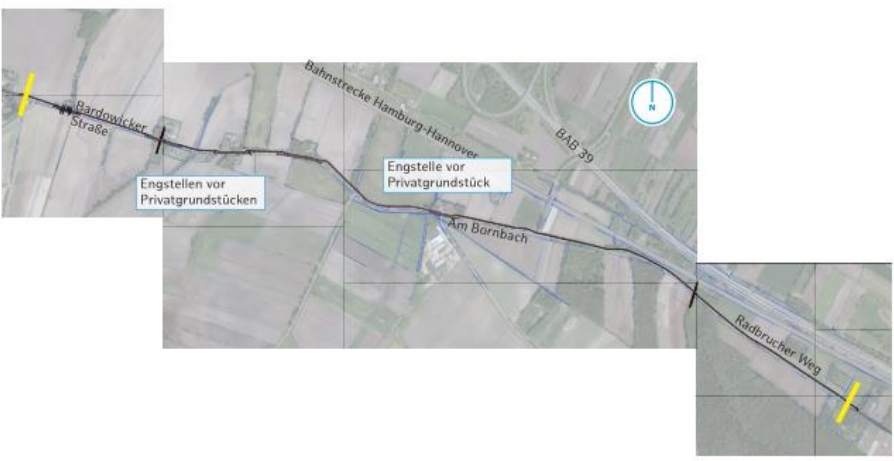 Bahnstrecke Hamburg-Hannover
N
Bardowicker
Straße
BAB 39
Engstelle vor
Privatgrundstück
Engstellen vor
Privatgrundstücken
Am Bornbach
Radbrucher Weg